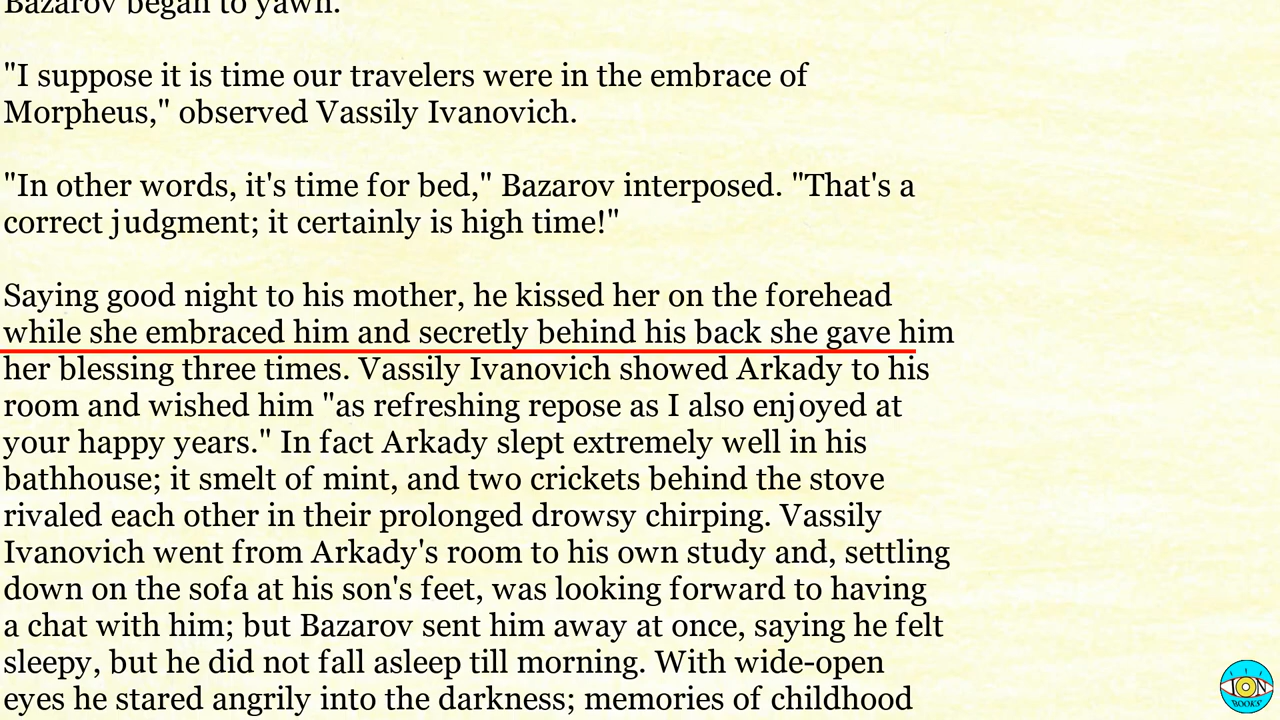 Bazarov began to yawn.
"I suppose it is time our travelers were in the embrace of
Morpheus," observed Vassily Ivanovich.
"In other words, it's time for bed," Bazarov interposed. "That's a
correct judgment; it certainly is high time!"
Saying good night to his mother, he kissed her on the forehead
while she embraced him and secretly behind his back she gave him
her blessing three times. Vassily Ivanovich showed Arkady to his
room and wished him "as refreshing repose as I also enjoyed at
your happy years." In fact Arkady slept extremely well in his
bathhouse; it smelt of mint, and two crickets behind the stove
rivaled each other in their prolonged drowsy chirping. Vassily
Ivanovich went from Arkady's room to his own study and, settling
down on the sofa at his son's feet, was looking forward to having
a chat with him; but Bazarov sent him away at once, saying he felt
sleepy, but he did not fall asleep till morning. With wide-open
eyes he stared angrily into the darkness; memories of childhood
ION
BOOKS